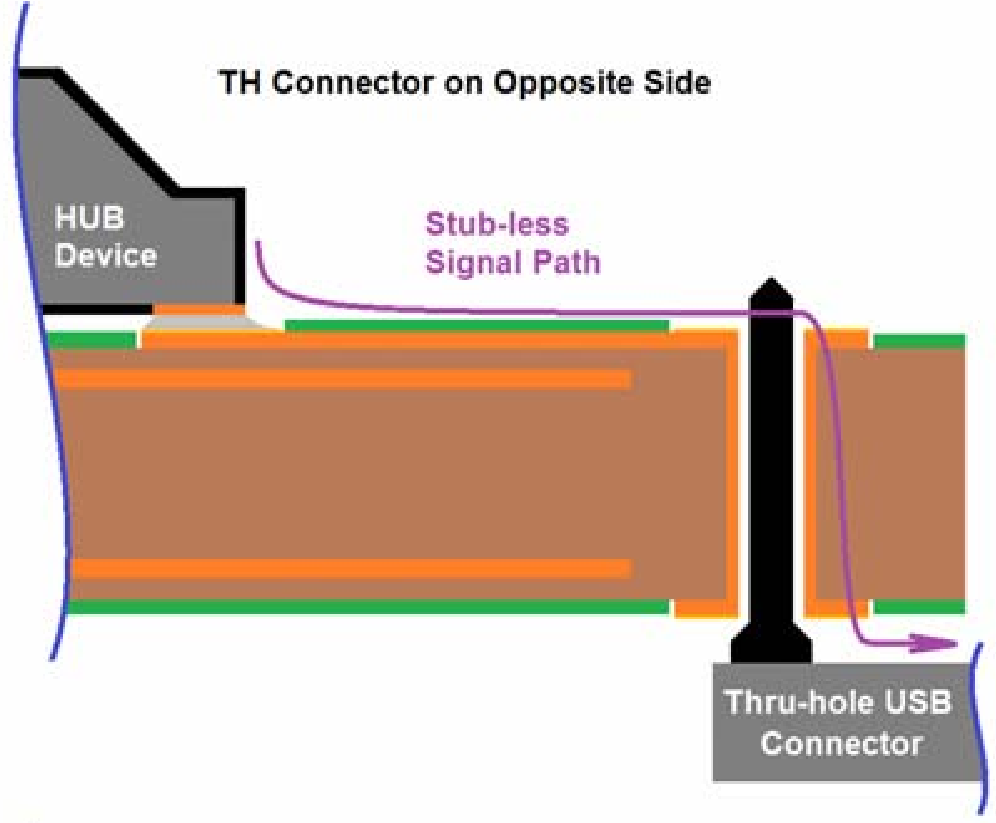 TH Connector on Opposite Side
HUB
Device
Stub-less
Signal Path
Thru-hole USB
Connector